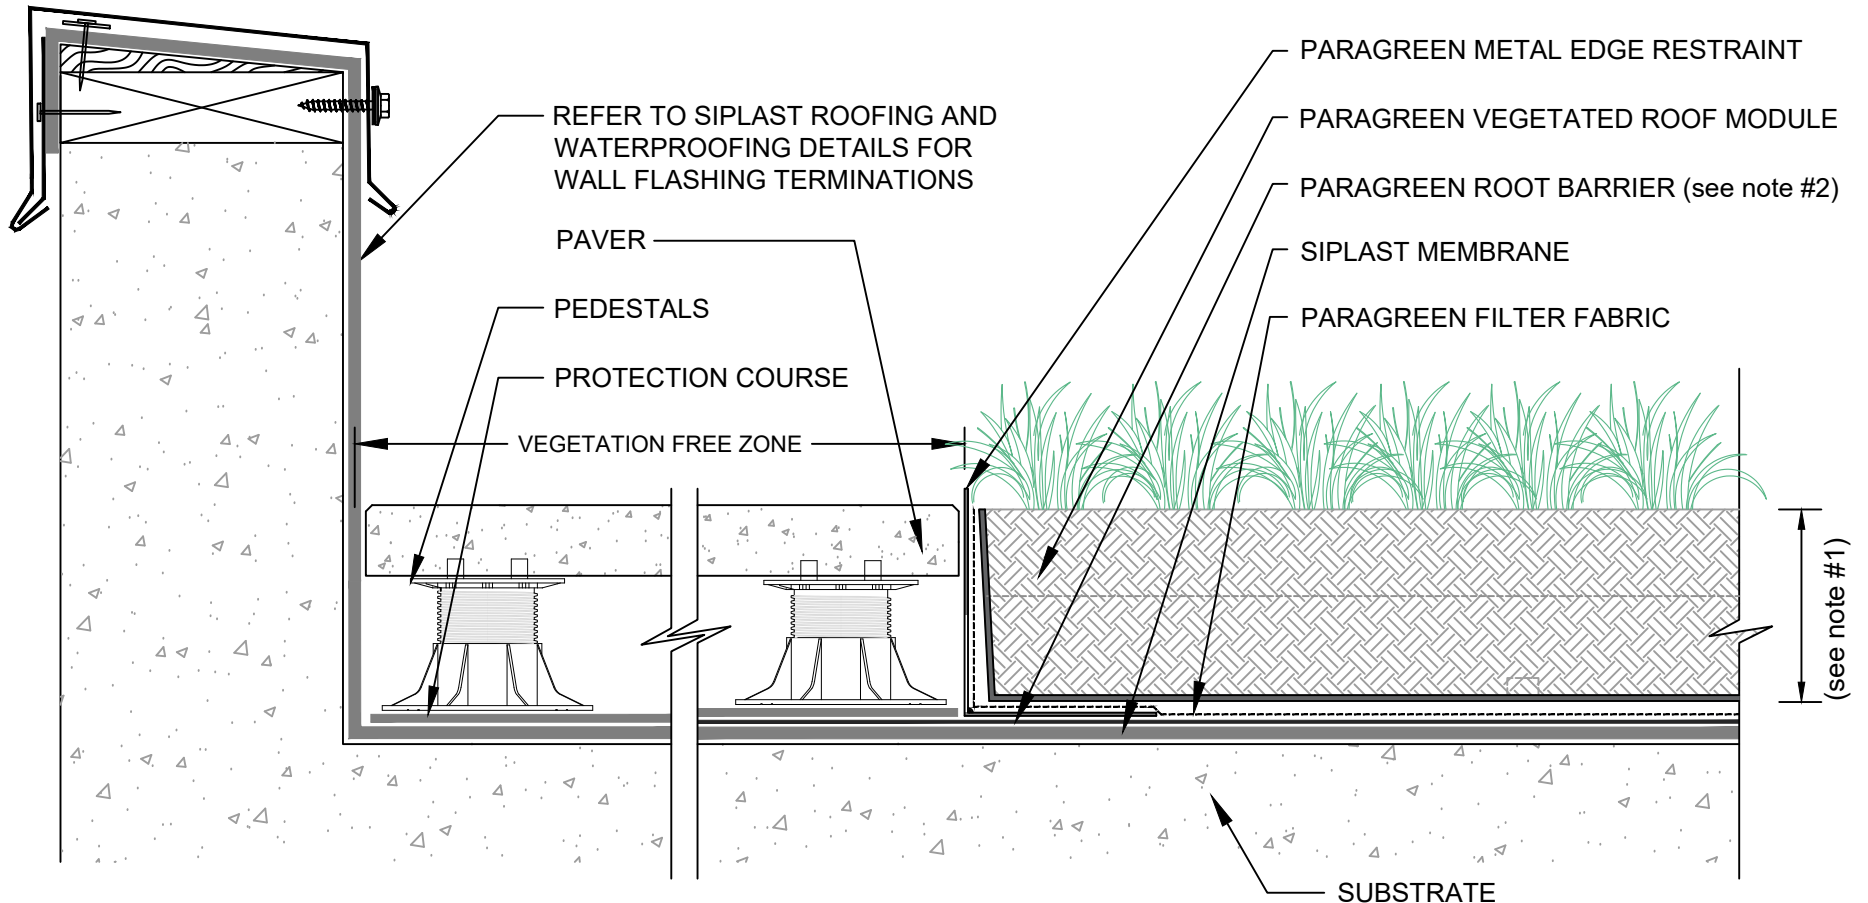 REFER TO SIPLAST ROOFING AND
WATERPROOFING DETAILS FOR
WALL FLASHING TERMINATIONS
PAVER
PEDESTALS
PROTECTION COURSE
VEGETATION FREE ZONE
PARAGREEN METAL EDGE RESTRAINT
PARAGREEN VEGETATED ROOF MODULE
PARAGREEN ROOT BARRIER (see note #2)
SIPLAST MEMBRANE
PARAGREEN FILTER FABRIC
(see note #1)
SUBSTRATE